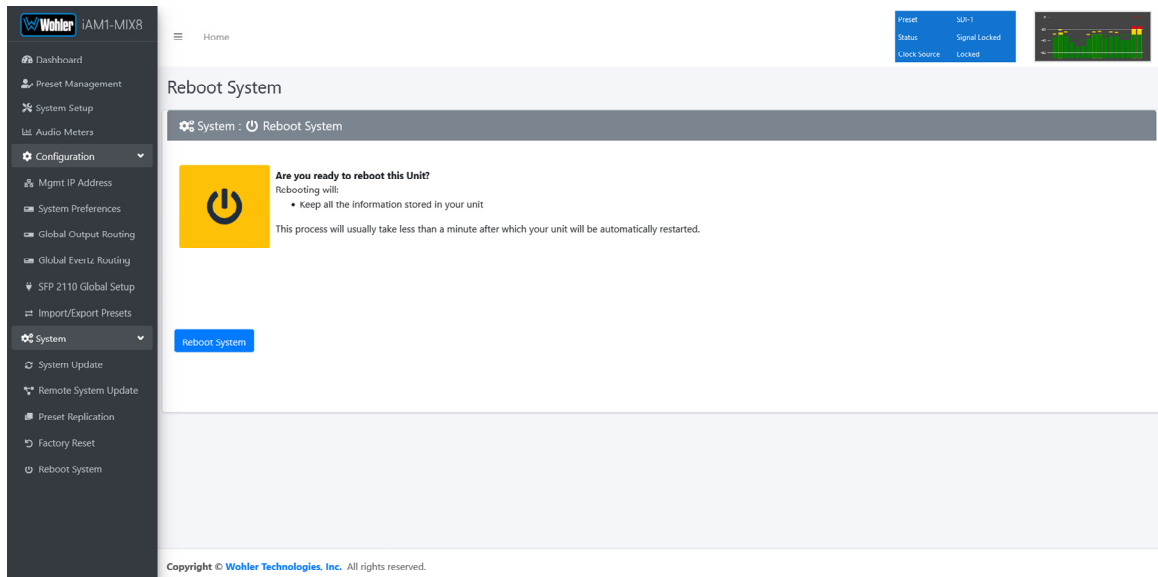 Wohler iAM1-MIX8
Dashboard
Preset Management
System Setup
Audio Meters
Configuration
Mgmt IP Address
System Preferences
Global Output Routing
Global Evertz Routing
SFP 2110 Global Setup
Import/Export Presets
System
System Update
Remote System Update
Preset Replication
Factory Reset
Reboot System
Home
Preset SDI-1
Status Signal Locked
Clock Source Locked
Reboot System
System : Reboot System
Are you ready to reboot this Unit?
Rebooting will:
• Keep all the information stored in your unit
This process will usually take less than a minute after which your unit will be automatically restarted.
Reboot System
Copyright © Wohler Technologies, Inc. All rights reserved.